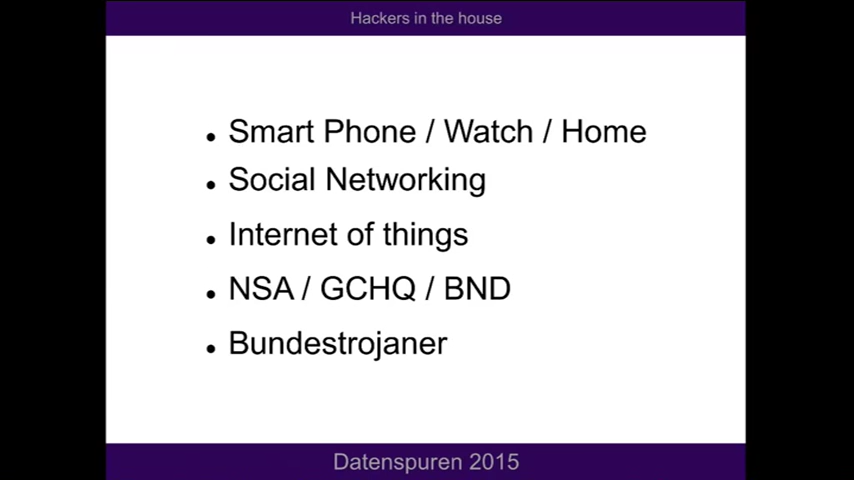 Hackers in the house
• Smart Phone / Watch / Home
• Social Networking
• Internet of things
• NSA / GCHQ / BND
• Bundestrojaner
Datenspuren 2015